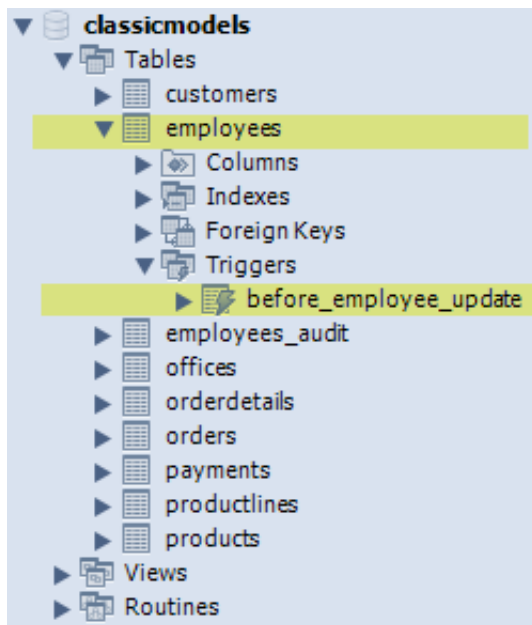 classicmodels
Tables
customers
employees
Columns
Indexes
Foreign Keys
Triggers
before_employee_update
employees_audit
offices
orderdetails
orders
payments
productlines
products
Views
Routines